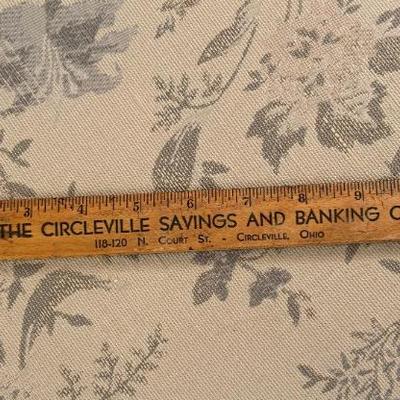 3 4 5 6 7 8 9
THE CIRCLEVILLE SAVINGS AND BANKING C
118-120 N. COURT ST. - CIRCLEVILLE, OHIO